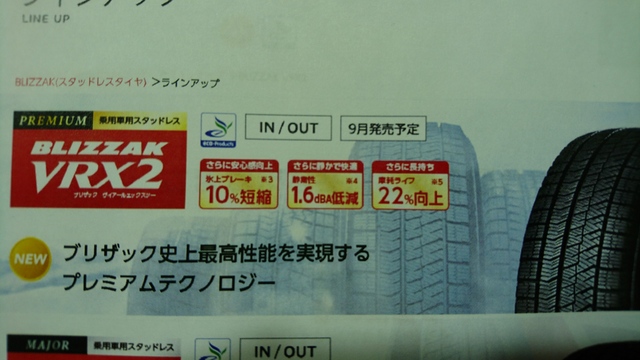 ラインアップ
LINE UP
BLIZZAK(スタッドレスタイヤ) >ラインアップ
PREMIUM 乗用車用スタッドレス
BLIZZAK
VRX2
ブリザック ヴイアールエックスツー
ECO-Products
IN / OUT
9月発売予定
さらに安心感向上
氷上ブレーキ ※3
10%短縮
さらに静かで快適
静粛性 ※4
1.6dBA低減
さらに長持ち
摩耗ライフ ※5
22%向上
NEW
ブリザック史上最高性能を実現する
プレミアムテクノロジー
MAJOR 乗用車用スタッドレス
IN / OUT